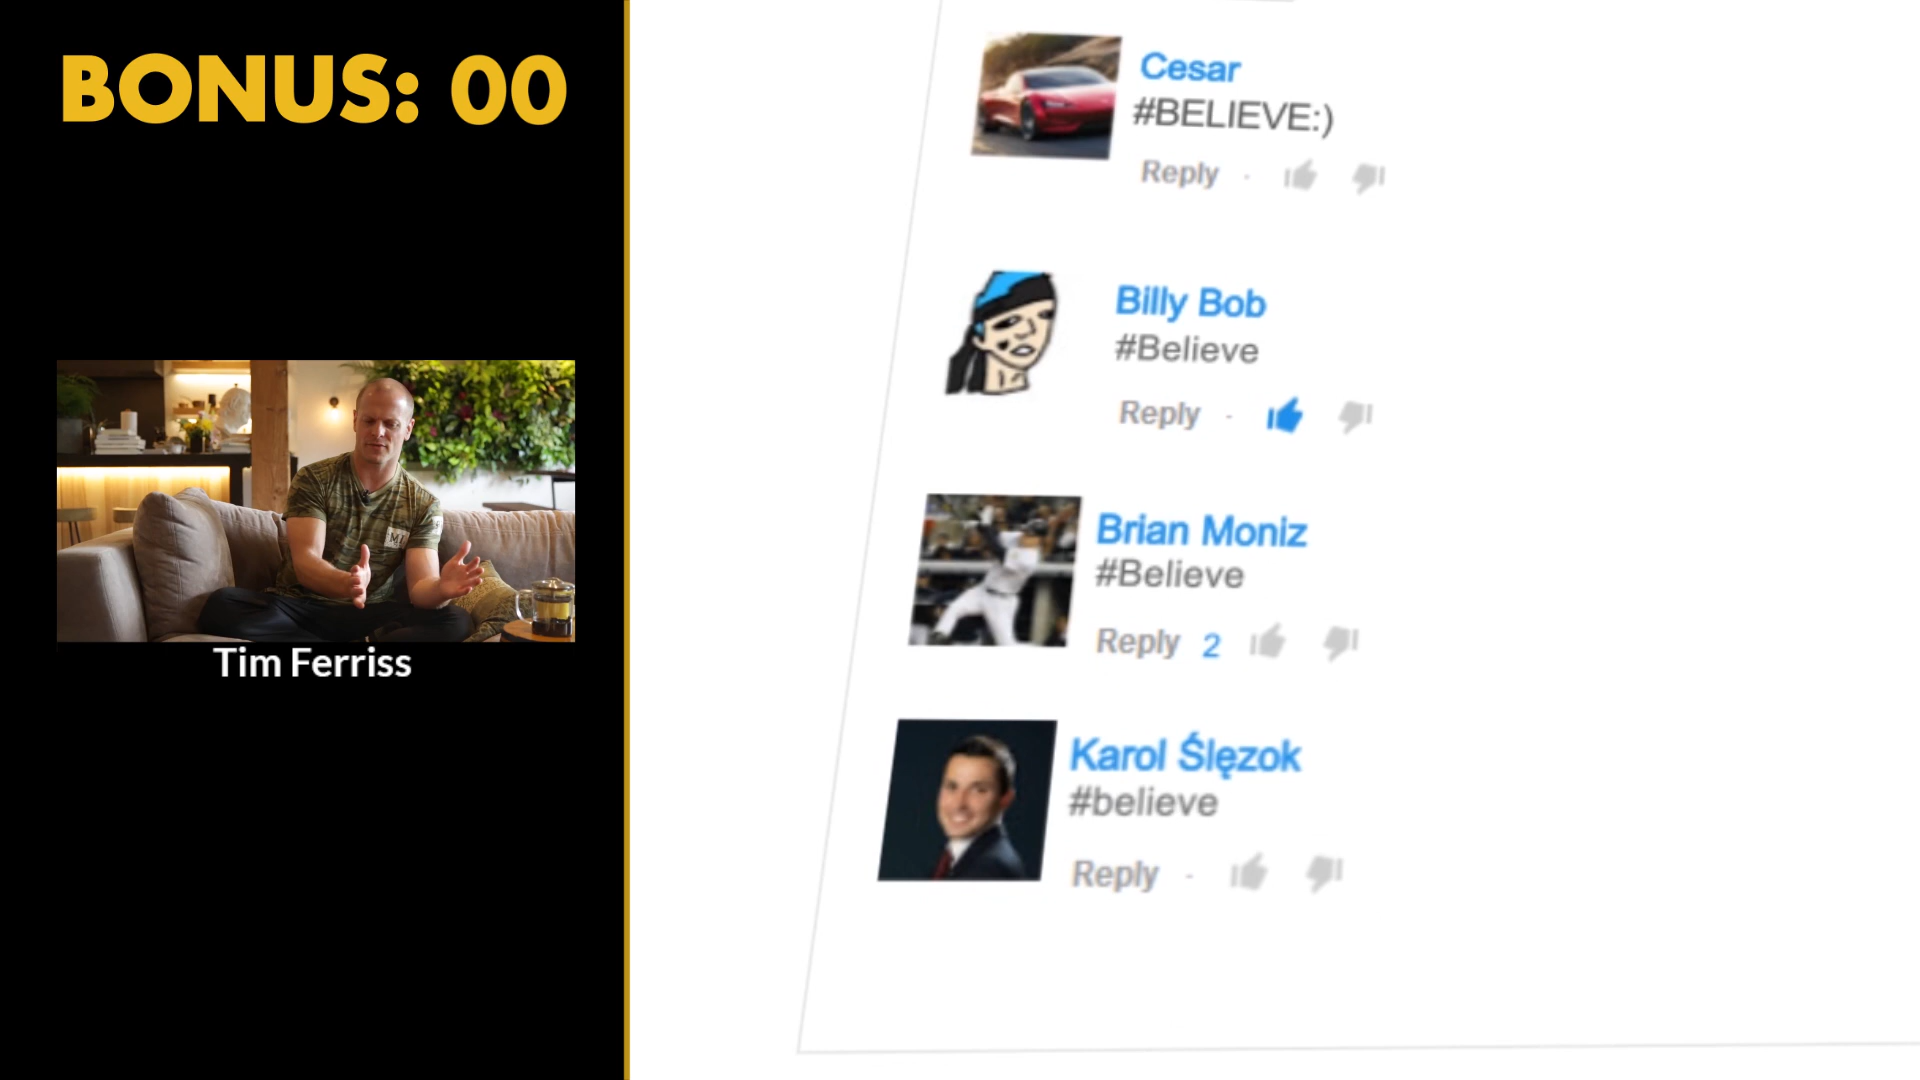 BONUS: 00
Tim Ferriss
Cesar
#BELIEVE:)
Reply
Billy Bob
#Believe
Reply
Brian Moniz
#Believe
Reply 2
Karol Ślęzok
#believe
Reply